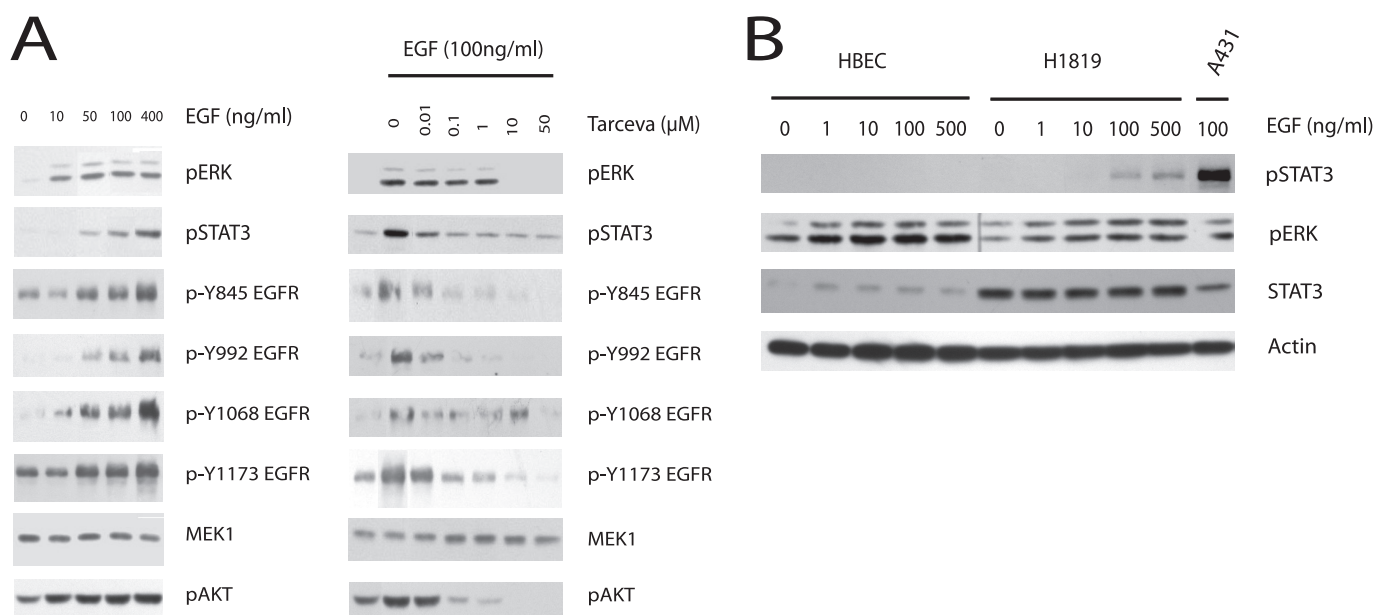 A
EGF (100ng/ml)
0 10 50 100 400 EGF (ng/ml)
0 0.01 0.1 1 10 50 Tarceva (µM)
pERK
pSTAT3
p-Y845 EGFR
p-Y992 EGFR
p-Y1068 EGFR
p-Y1173 EGFR
MEK1
pAKT
pERK
pSTAT3
p-Y845 EGFR
p-Y992 EGFR
p-Y1068 EGFR
p-Y1173 EGFR
MEK1
pAKT
B
HBEC H1819 A431
0 1 10 100 500 0 1 10 100 500 100 EGF (ng/ml)
pSTAT3
pERK
STAT3
Actin